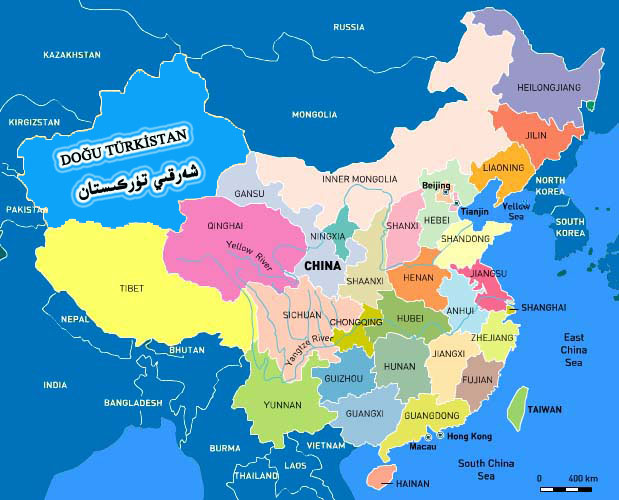 RUSSIA
KAZAKHSTAN
HEILONGJIANG
MONGOLIA
KIRGIZSTAN
JILIN
DOĞU TÜRKİSTAN
شەرقىي تۈركىستان
LIAONING
INNER MONGOLIA
Beijing
NORTH
KOREA
GANSU
PAKISTAN
Tianjin
Yellow
Sea
HEBEI
SHANXI
QINGHAI
NINGXIA
SOUTH
KOREA
SHANDONG
Yellow River
CHINA
SHAANXI
HENAN
JIANGSU
TIBET
SHANGHAI
ANHUI
SICHUAN
CHONGQING
HUBEI
NEPAL
ZHEJIANG
East
China
Sea
Yangtze River
BHUTAN
JIANGXI
HUNAN
GUIZHOU
FUJIAN
INDIA
BANGLADESH
YUNNAN
GUANGXI
GUANGDONG
TAIWAN
Hong Kong
Macau
BURMA
VIETNAM
LAOS
THAILAND
South China
Sea
HAINAN
0 400 km